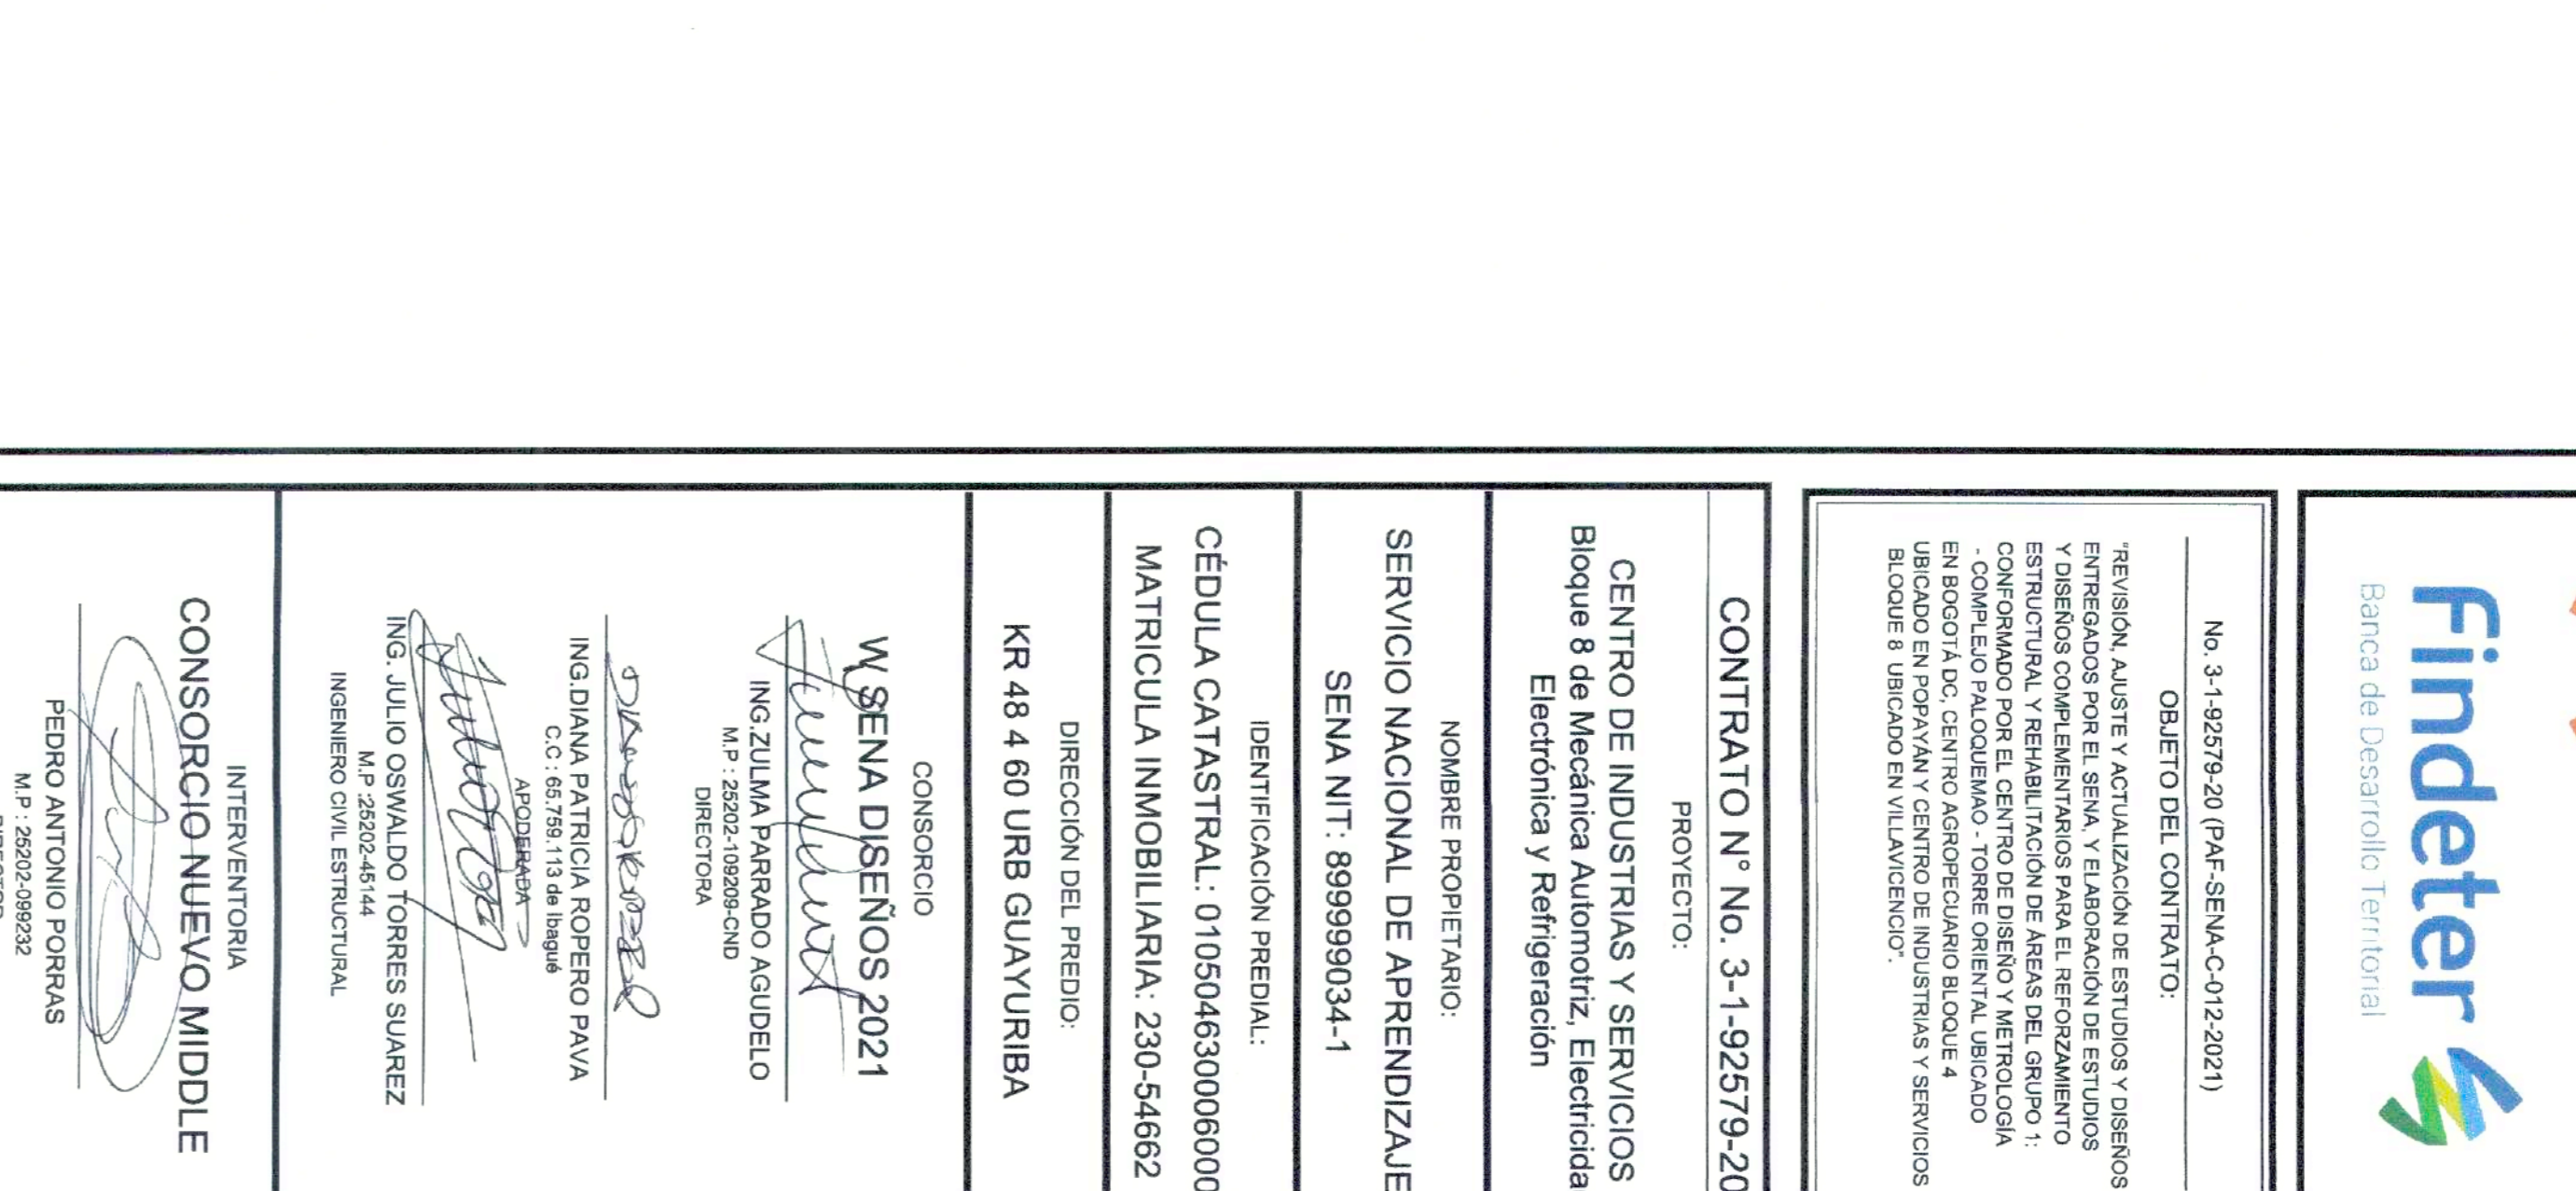 Findeter
Banca de Desarrollo Territorial
No. 3-1-92579-20 (PAF-SENA-C-012-2021)
OBJETO DEL CONTRATO:
"REVISIÓN, AJUSTE Y ACTUALIZACIÓN DE ESTUDIOS Y DISEÑOS
ENTREGADOS POR EL SENA, Y ELABORACIÓN DE ESTUDIOS
Y DISEÑOS COMPLEMENTARIOS PARA EL REFORZAMIENTO
ESTRUCTURAL Y REHABILITACIÓN DE ÁREAS DEL GRUPO 1:
CONFORMADO POR EL CENTRO DE DISEÑO Y METROLOGÍA
- COMPLEJO PALOQUEMAO - TORRE ORIENTAL UBICADO
EN BOGOTÁ DC, CENTRO AGROPECUARIO BLOQUE 4
UBICADO EN POPAYÁN Y CENTRO DE INDUSTRIAS Y SERVICIOS
BLOQUE 8 UBICADO EN VILLAVICENCIO".
CONTRATO N° No. 3-1-92579-20
PROYECTO:
CENTRO DE INDUSTRIAS Y SERVICIOS
Bloque 8 de Mecánica Automotriz, Electricida
Electrónica y Refrigeración
NOMBRE PROPIETARIO:
SERVICIO NACIONAL DE APRENDIZAJE
SENA NIT: 899999034-1
IDENTIFICACIÓN PREDIAL:
CÉDULA CATASTRAL: 010504630006000
MATRICULA INMOBILIARIA: 230-54662
DIRECCIÓN DEL PREDIO:
KR 48 4 60 URB GUAYURIBA
CONSORCIO
W SENA DISEÑOS 2021
ING.ZULMA PARRADO AGUDELO
M.P : 25202-109209-CND
DIRECTORA
ING.DIANA PATRICIA ROPERO PAVA
C.C : 65.759.113 de Ibagué
APODERADA
ING. JULIO OSWALDO TORRES SUAREZ
M.P :25202-45144
INGENIERO CIVIL ESTRUCTURAL
INTERVENTORIA
CONSORCIO NUEVO MIDDLE
PEDRO ANTONIO PORRAS
M.P : 25202-099232